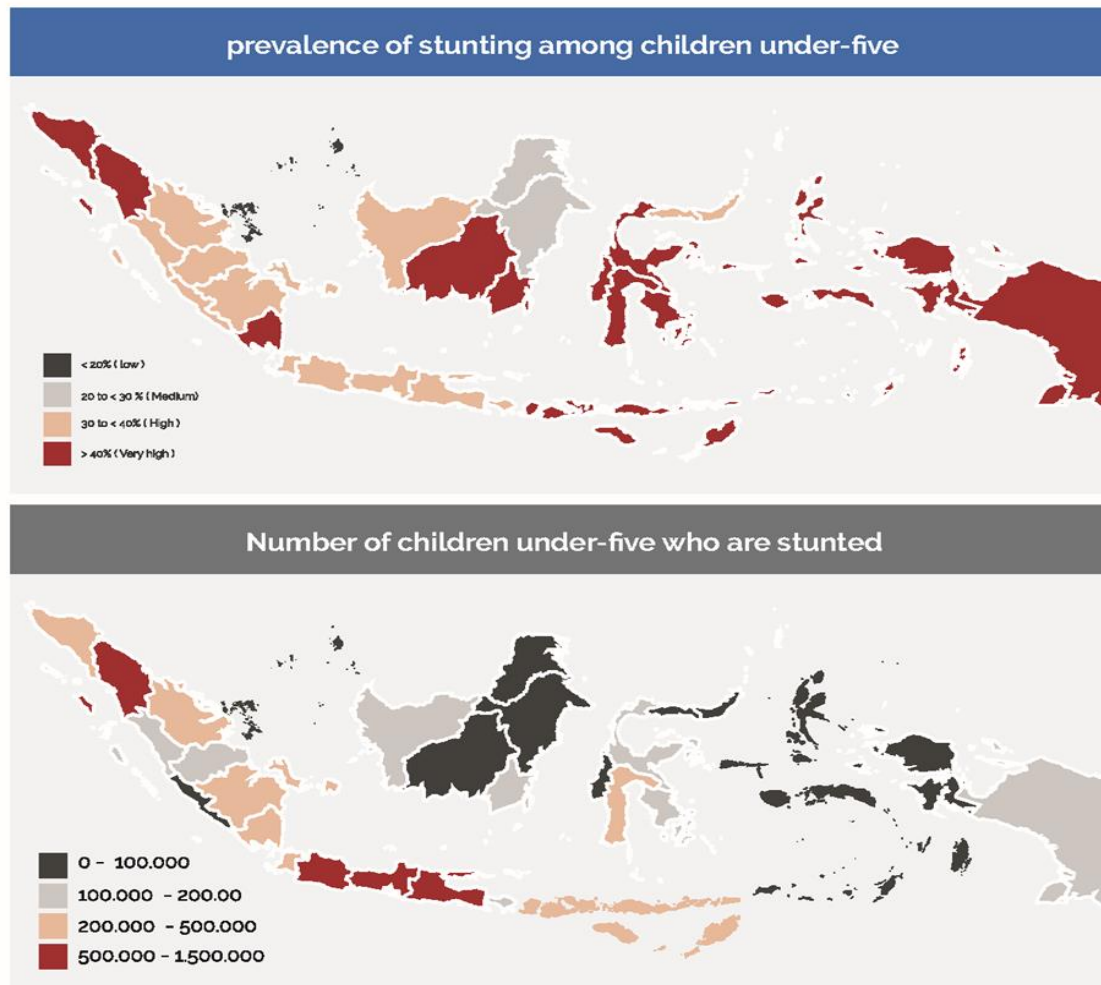 prevalence of stunting among children under-five
< 20% ( low )
20 to < 30 % ( Medium)
30 to < 40% ( High )
> 40% ( Very high )
Number of children under-five who are stunted
0 - 100.000
100.000 - 200.00
200.000 - 500.000
500.000 - 1.500.000